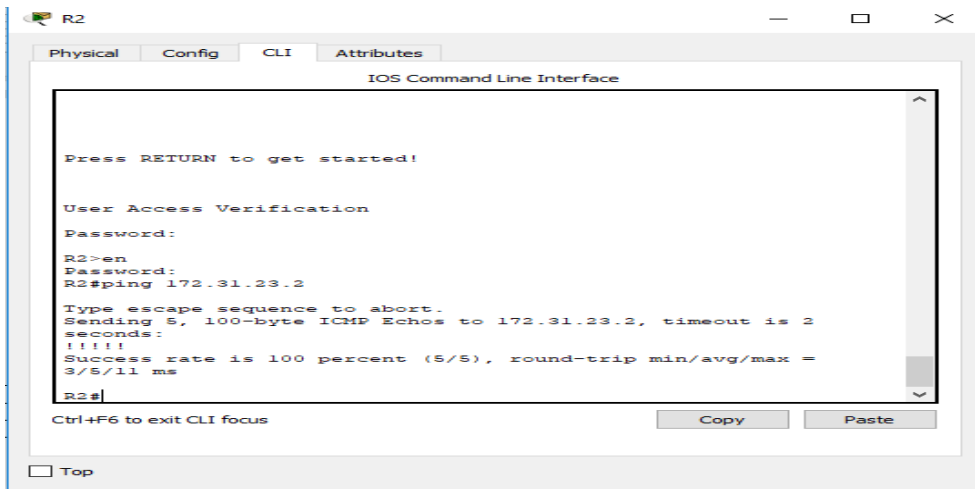 R2
Physical Config CLI Attributes
IOS Command Line Interface
Press RETURN to get started!
User Access Verification
Password:
R2>en
Password:
R2#ping 172.31.23.2
Type escape sequence to abort.
Sending 5, 100-byte ICMP Echos to 172.31.23.2, timeout is 2
seconds:
!!!!!
Success rate is 100 percent (5/5), round-trip min/avg/max =
3/5/11 ms
R2#
Ctrl+F6 to exit CLI focus Copy Paste
Top